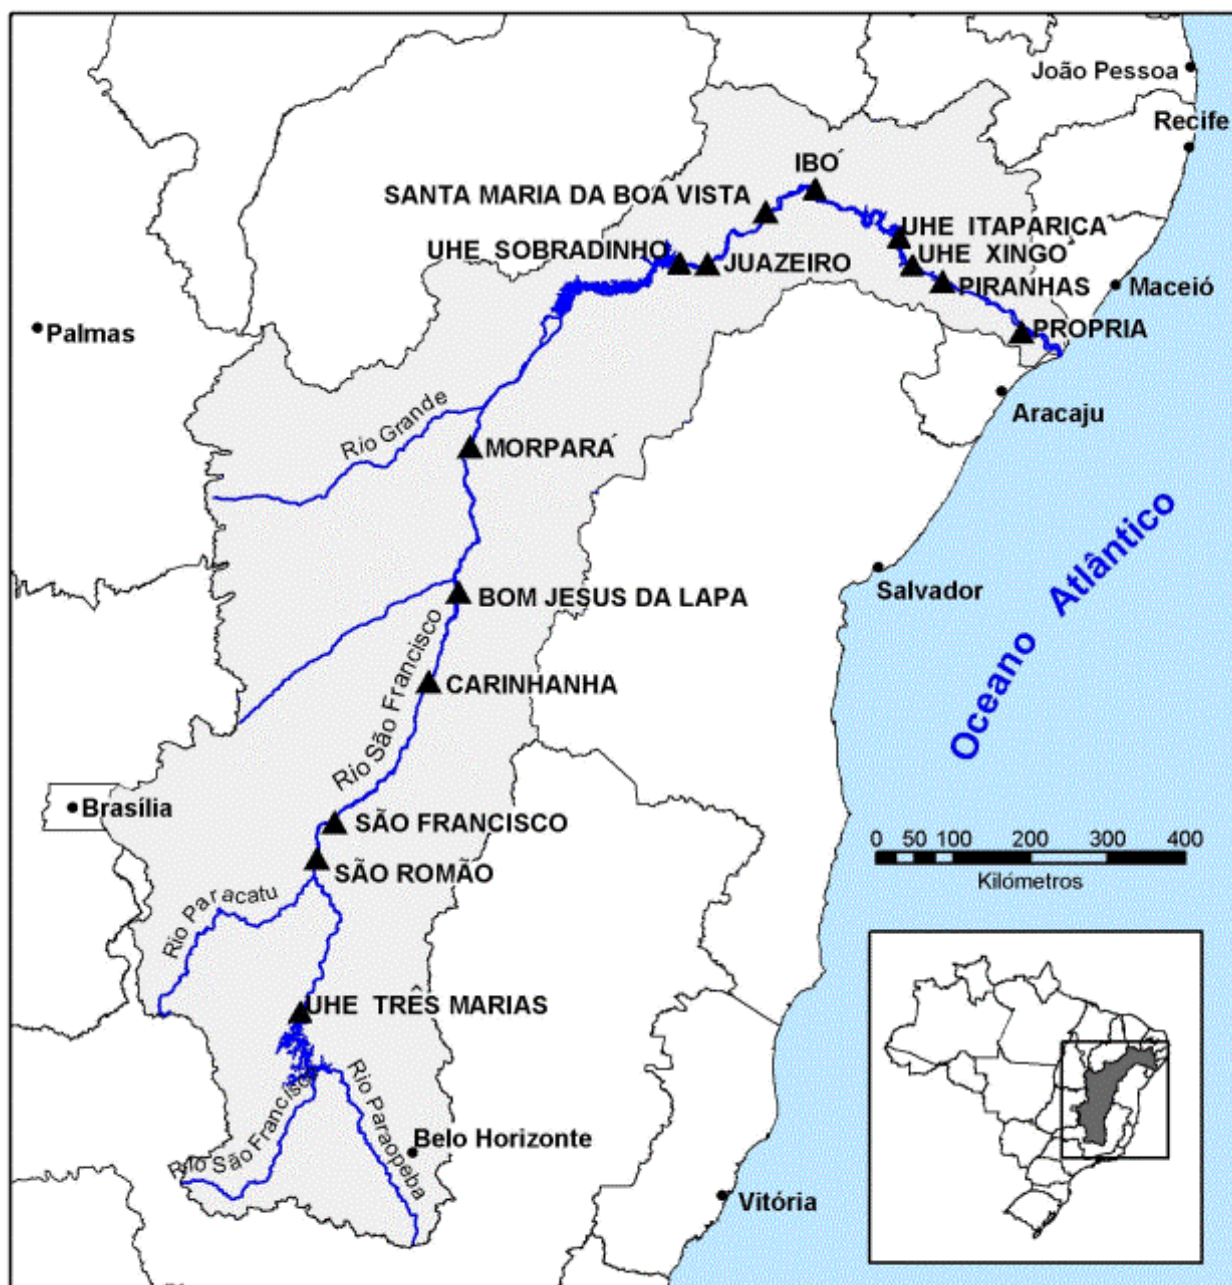 João Pessoa
Recife
IBÓ
SANTA MARIA DA BOA VISTA
UHE ITAPARICA
UHE SOBRADINHO
JUAZEIRO
UHE XINGÓ
PIRANHAS
Maceió
Palmas
PROPRIA
Rio Grande
Aracaju
MORPARÁ
Oceano Atlântico
Salvador
BOM JESUS DA LAPA
Rio São Francisco
CARINHANHA
Brasília
SÃO FRANCISCO
0 50 100 200 300 400
Kilómetros
SÃO ROMÃO
Rio Paracatu
UHE TRÊS MARIAS
Rio São Francisco
Rio Paraopeba
Belo Horizonte
Vitória